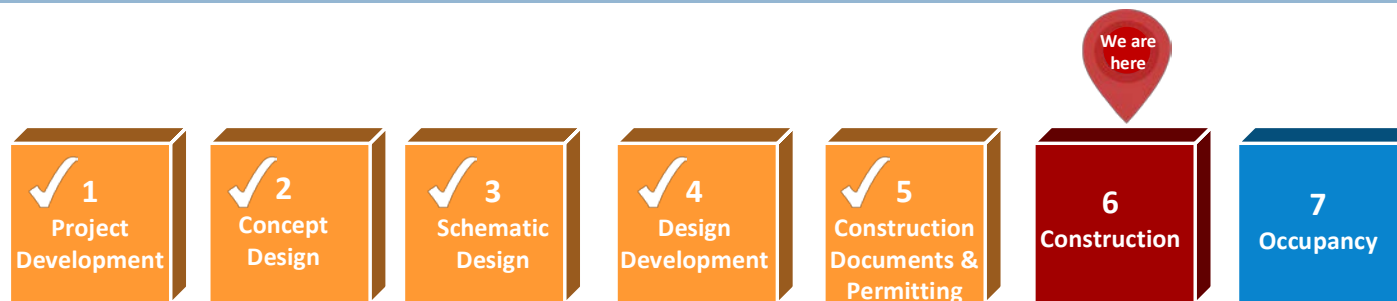 We are
here
1
Project
Development
2
Concept
Design
3
Schematic
Design
4
Design
Development
5
Construction
Documents &
Permitting
6
Construction
7
Occupancy